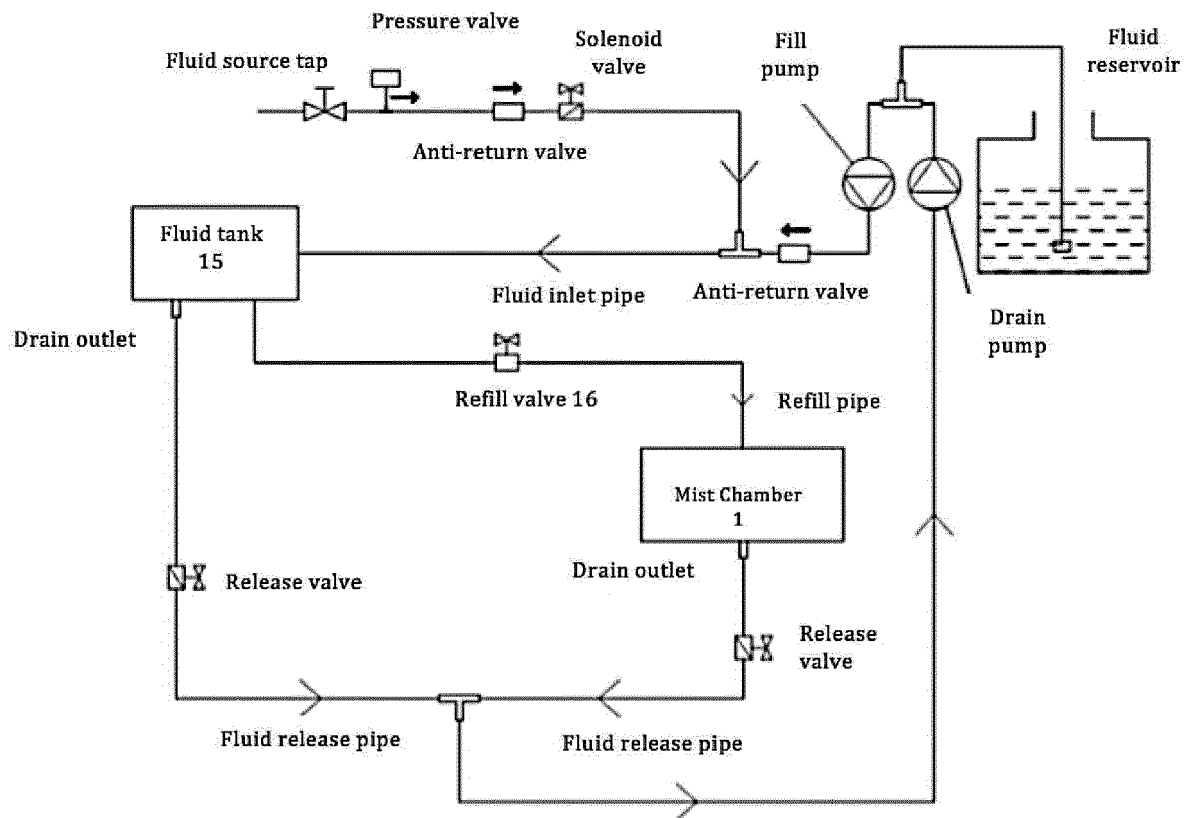 Pressure valve
Fluid source tap
Solenoid
valve
Fill
pump
Fluid
reservoir
Anti-return valve
Fluid tank
15
Fluid inlet pipe
Anti-return valve
Drain
pump
Drain outlet
Refill valve 16
Refill pipe
Mist Chamber
1
Drain outlet
Release valve
Release
valve
Fluid release pipe
Fluid release pipe